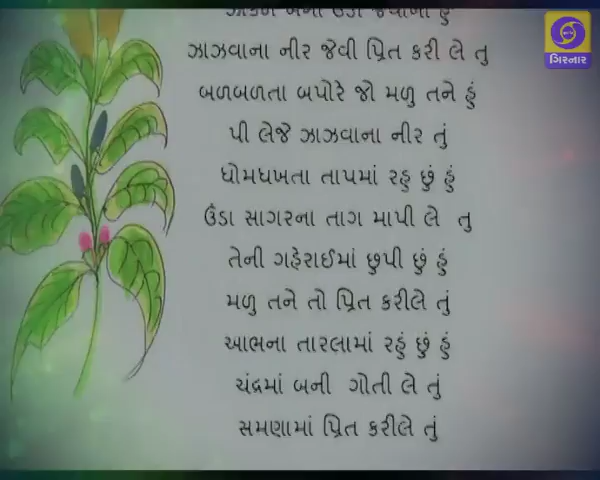 ઝાઝવાના નીર જેવી પ્રિત કરી લે તુ
બળબળતા બપોરે જો મળુ તને હું
પી લેજે ઝાઝવાના નીર તું
ધોમધખતા તાપમાં રહુ છું હું
ઉંડા સાગરના તાગ માપી લે તુ
તેની ગહેરાઈમાં છુપી છું હું
મળુ તને તો પ્રિત કરીલે તું
આભના તારલામાં રહું છું હું
ચંદ્રમાં બની ગોતી લે તું
સમણામાં પ્રિત કરીલે તું
ગિરનાર